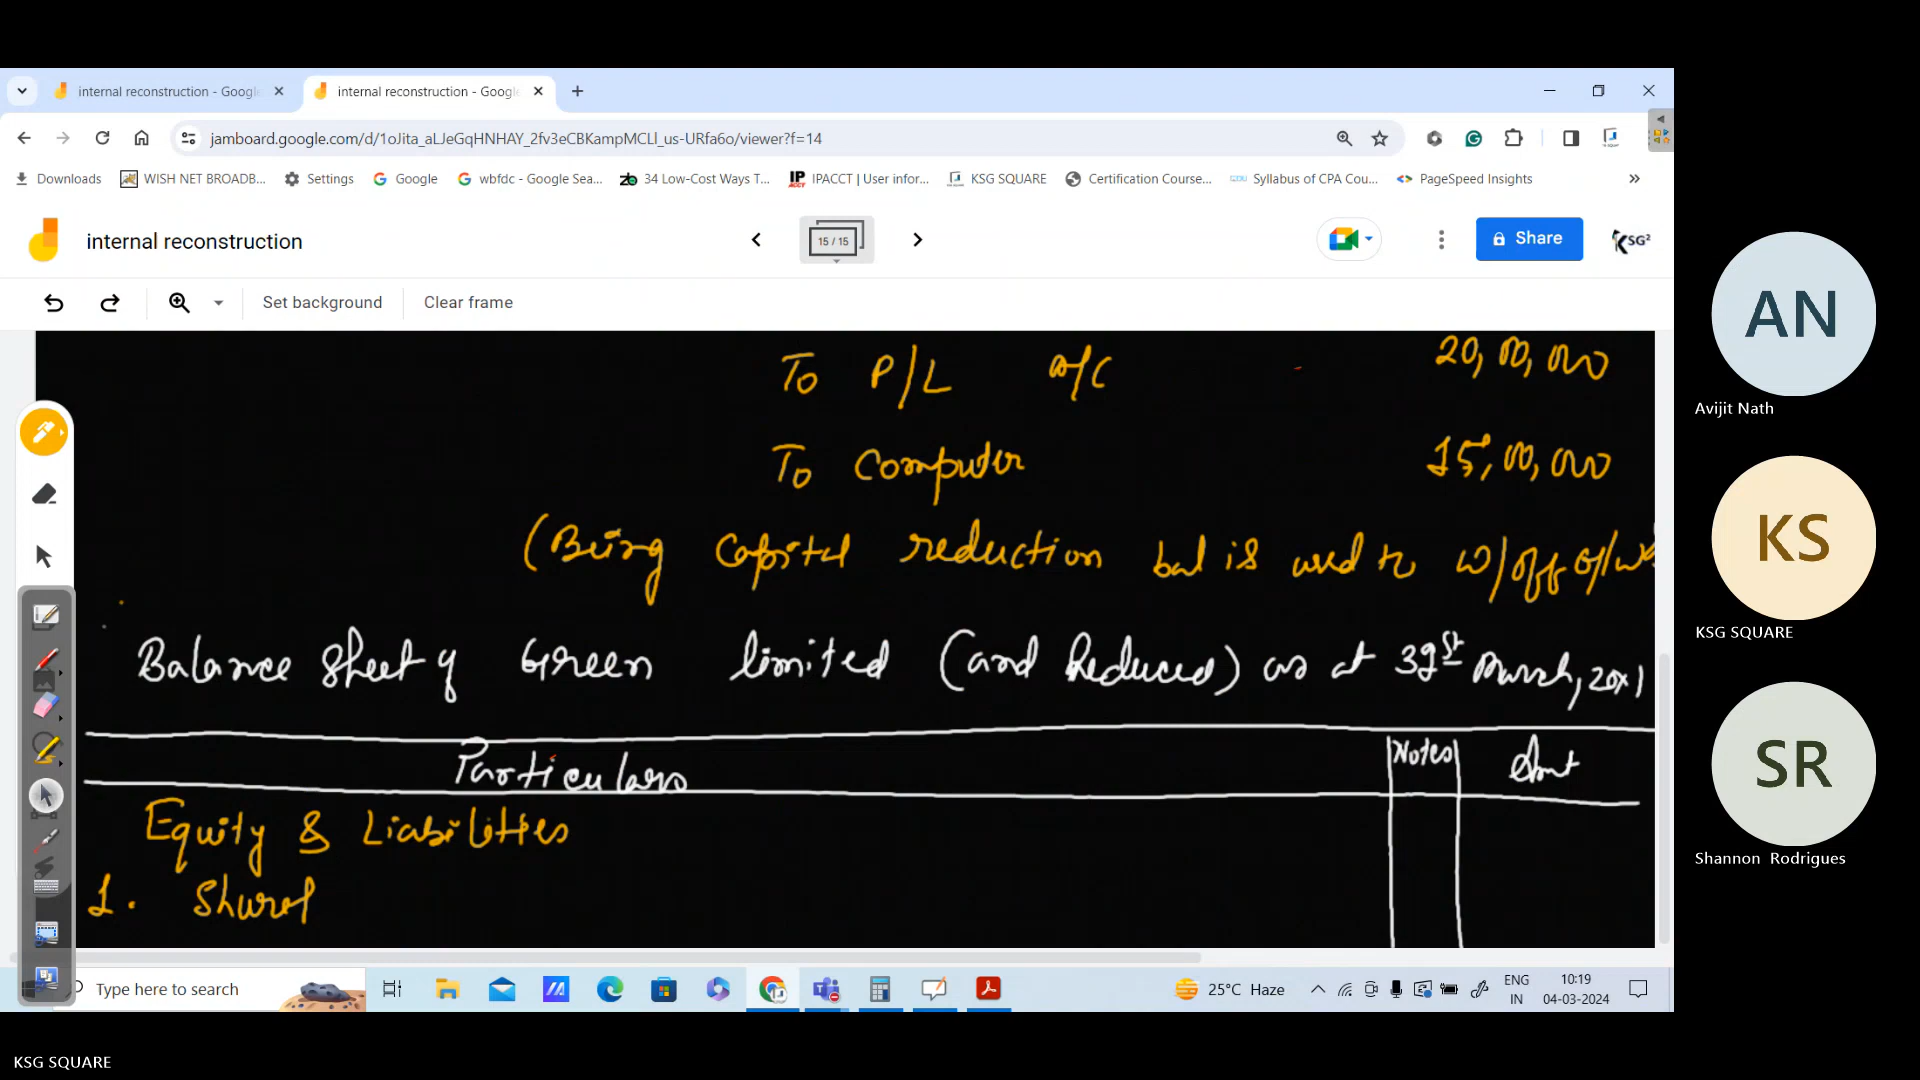 internal reconstruction - Google
internal reconstruction - Google
jamboard.google.com/d/1oJita_aLJeGqHNHAY_2fv3eCBKampMCLl_us-URfa6o/viewer?f=14
Downloads
WISH NET BROADB...
Settings
Google
wbfdc - Google Sea...
34 Low-Cost Ways T...
IPACCT | User infor...
KSG SQUARE
Certification Course...
Syllabus of CPA Cou...
PageSpeed Insights
internal reconstruction
15 / 15
Share
KSG²
Set background
Clear frame
To P/L a/c 20,00,000
To Computer 15,00,000
(Being Capital reduction bal is used to w/off
Balance Sheet of Green limited (and Reduced) as at 31st March, 20x1
Particulars Notes Amt
Equity & Liabilities
1. Share
AN
Avijit Nath
KS
KSG SQUARE
SR
Shannon Rodrigues
Type here to search
25°C Haze
ENG
IN
10:19
04-03-2024
KSG SQUARE